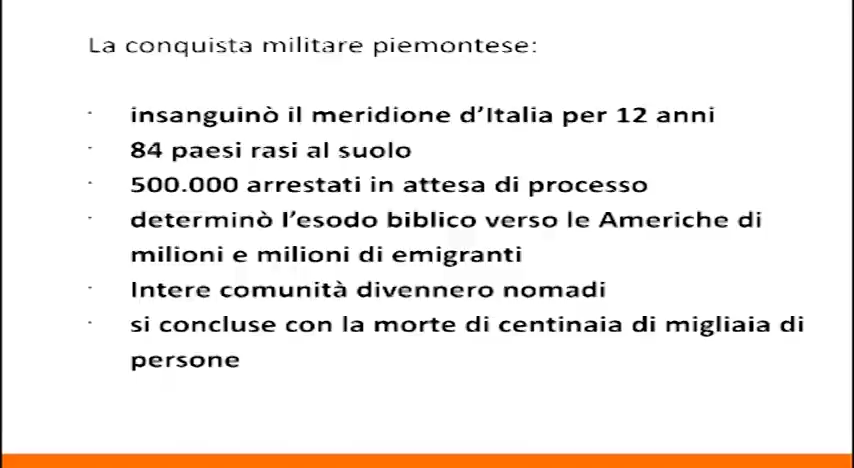 La conquista militare piemontese:
· insanguinò il meridione d'Italia per 12 anni
· 84 paesi rasi al suolo
· 500.000 arrestati in attesa di processo
· determinò l'esodo biblico verso le Americhe di
milioni e milioni di emigranti
· Intere comunità divennero nomadi
· si concluse con la morte di centinaia di migliaia di
persone